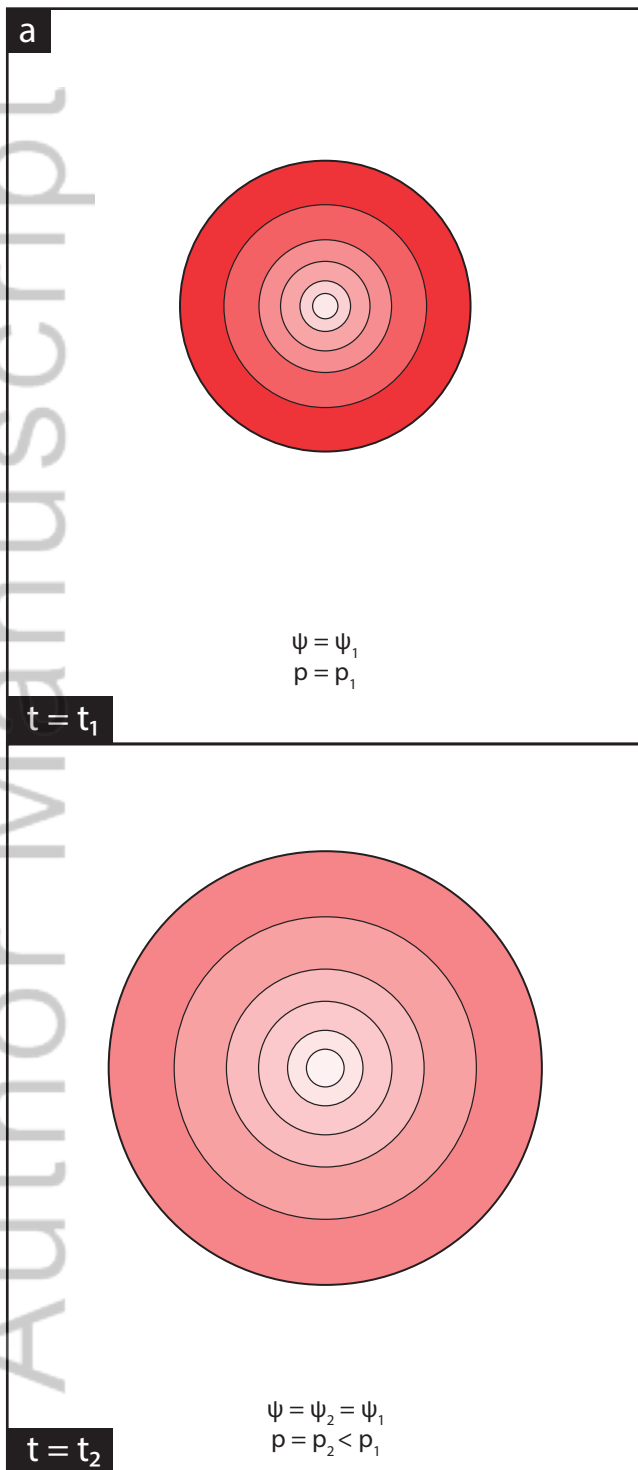 a
ψ = ψ₁
p = p₁
t = t₁
ψ = ψ₂ = ψ₁
p = p₂ < p₁
t = t₂
Author Manuscript